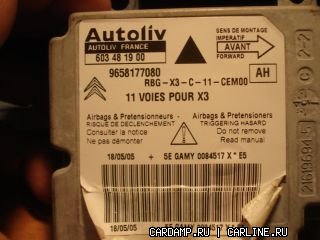 Autoliv
AUTOLIV FRANCE
603 48 19 00
SENS DE MONTAGE
IMPERATIF
AVANT
FORWARD
9658177080
AH
RBG-X3-C-11-CEM00
11 VOIES POUR X3
Airbags & Pretensionneurs
RISQUE DE DECLENCHEMENT
Consulter la notice
Ne pas démonter
Airbags & Pretensioners
TRIGGERING HASARD
Do not remove
Read manual
18/05/05 + 5E GAMY 0084517 X * E5
18/05/05
CARDAMP.RU / CARLINE.RU